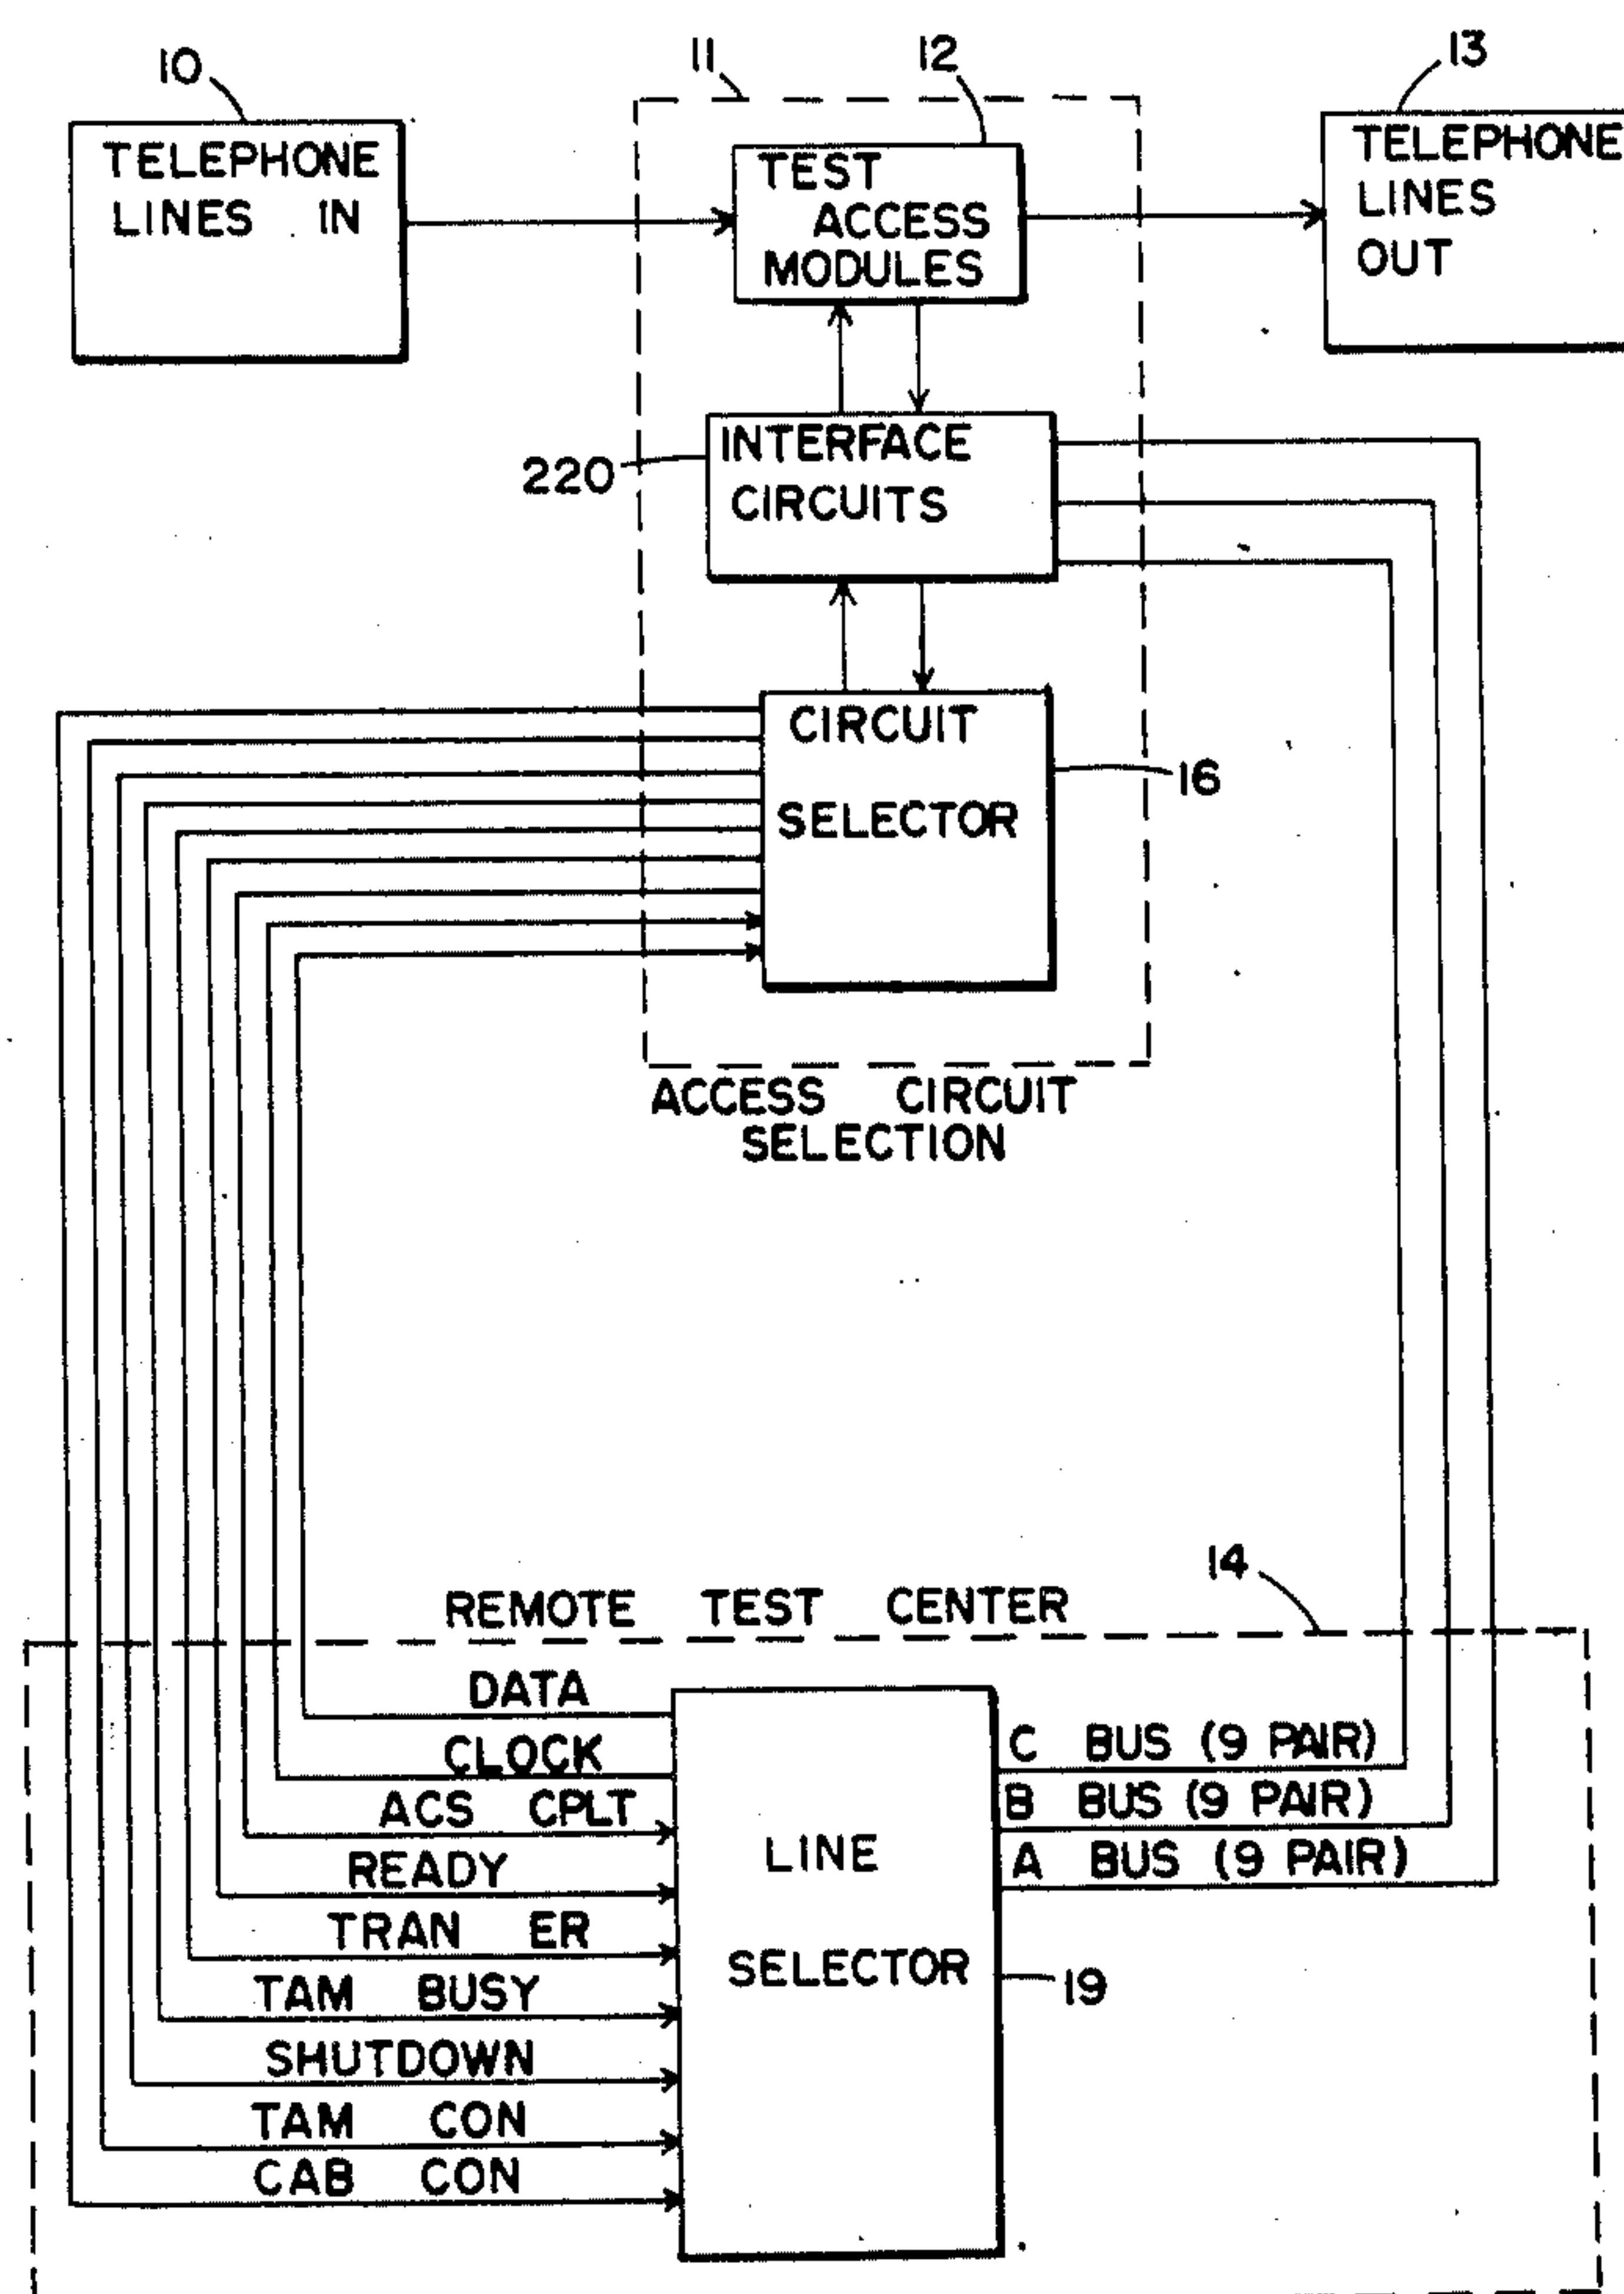 10
11
12
13
TELEPHONE
LINES IN
TEST
ACCESS
MODULES
TELEPHONE
LINES
OUT
220
INTERFACE
CIRCUITS
CIRCUIT
SELECTOR
16
ACCESS CIRCUIT
SELECTION
14
REMOTE TEST CENTER
DATA
CLOCK
ACS CPLT
READY
TRAN ER
TAM BUSY
SHUTDOWN
TAM CON
CAB CON
LINE
SELECTOR
19
C BUS (9 PAIR)
B BUS (9 PAIR)
A BUS (9 PAIR)